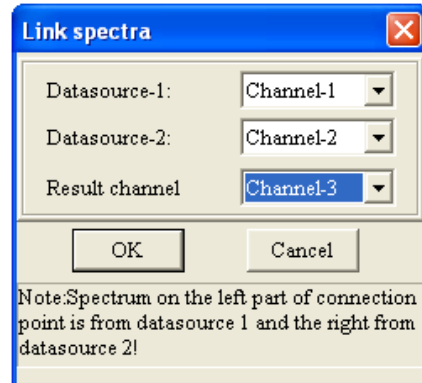 Link spectra
Datasource-1: Channel-1
Datasource-2: Channel-2
Result channel Channel-3
OK Cancel
Note:Spectrum on the left part of connection
point is from datasource 1 and the right from
datasource 2!